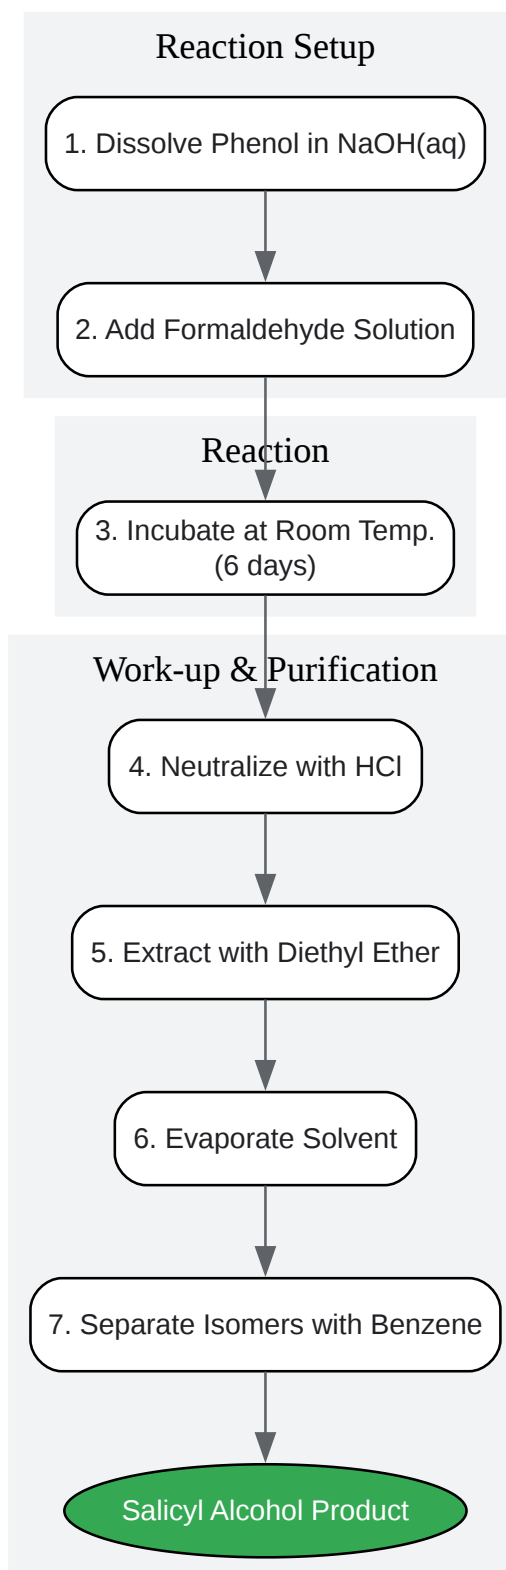 Reaction Setup
1. Dissolve Phenol in NaOH(aq)
2. Add Formaldehyde Solution
Reaction
3. Incubate at Room Temp.
(6 days)
Work-up & Purification
4. Neutralize with HCl
5. Extract with Diethyl Ether
6. Evaporate Solvent
7. Separate Isomers with Benzene
Salicyl Alcohol Product